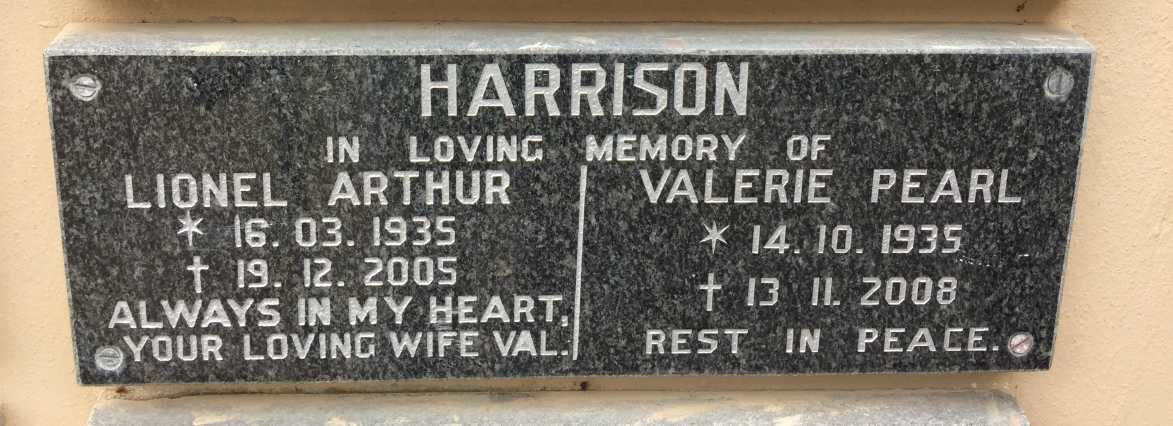 HARRISON
IN LOVING MEMORY OF
LIONEL ARTHUR
* 16. 03. 1935
† 19. 12. 2005
ALWAYS IN MY HEART,
YOUR LOVING WIFE VAL.
VALERIE PEARL
* 14. 10. 1935
† 13 11. 2008
REST IN PEACE.